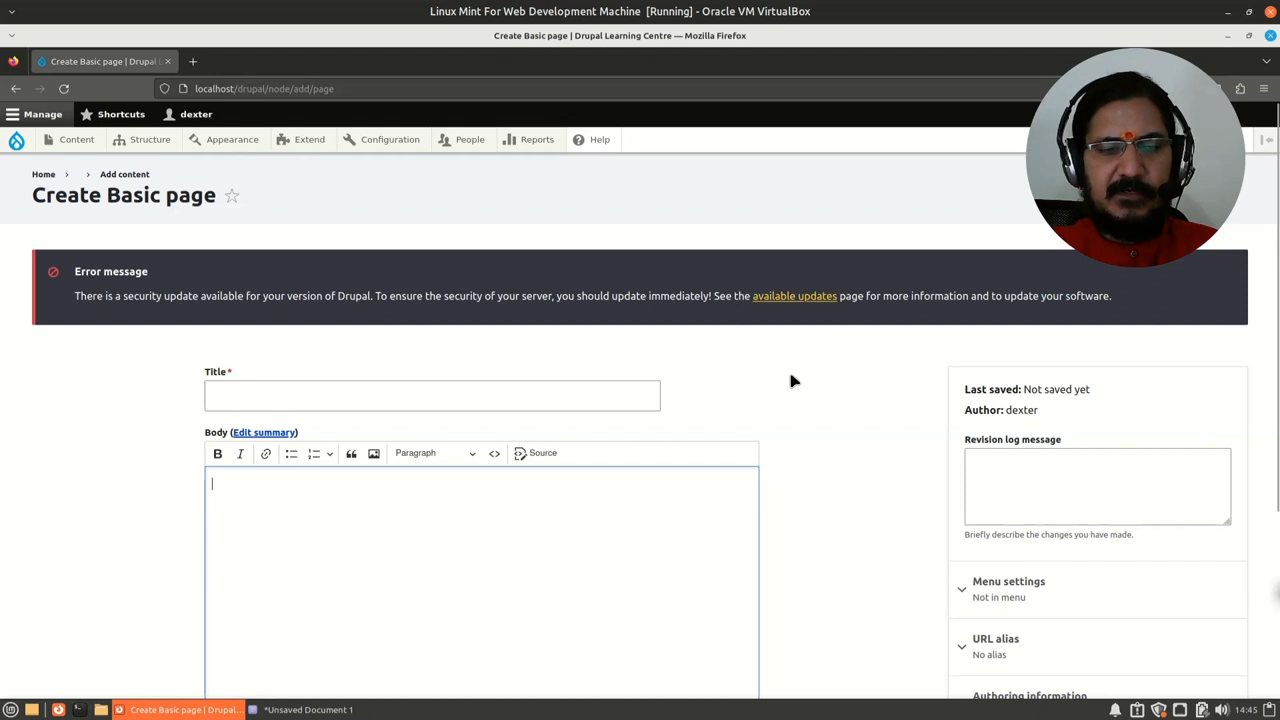 Linux Mint For Web Development Machine [Running] - Oracle VM VirtualBox
Create Basic page | Drupal Learning Centre — Mozilla Firefox
Create Basic page | Drupal
localhost/drupal/node/add/page
Manage Shortcuts dexter
Content Structure Appearance Extend Configuration People Reports Help
Home > > Add content
Create Basic page
Error message
There is a security update available for your version of Drupal. To ensure the security of your server, you should update immediately! See the available updates page for more information and to update your software.
Title*
Body (Edit summary)
B I Paragraph Source
Last saved: Not saved yet
Author: dexter
Revision log message
Briefly describe the changes you have made.
Menu settings
Not in menu
URL alias
No alias
Authoring information
Create Basic page | Drupal... *Unsaved Document 1 14:45